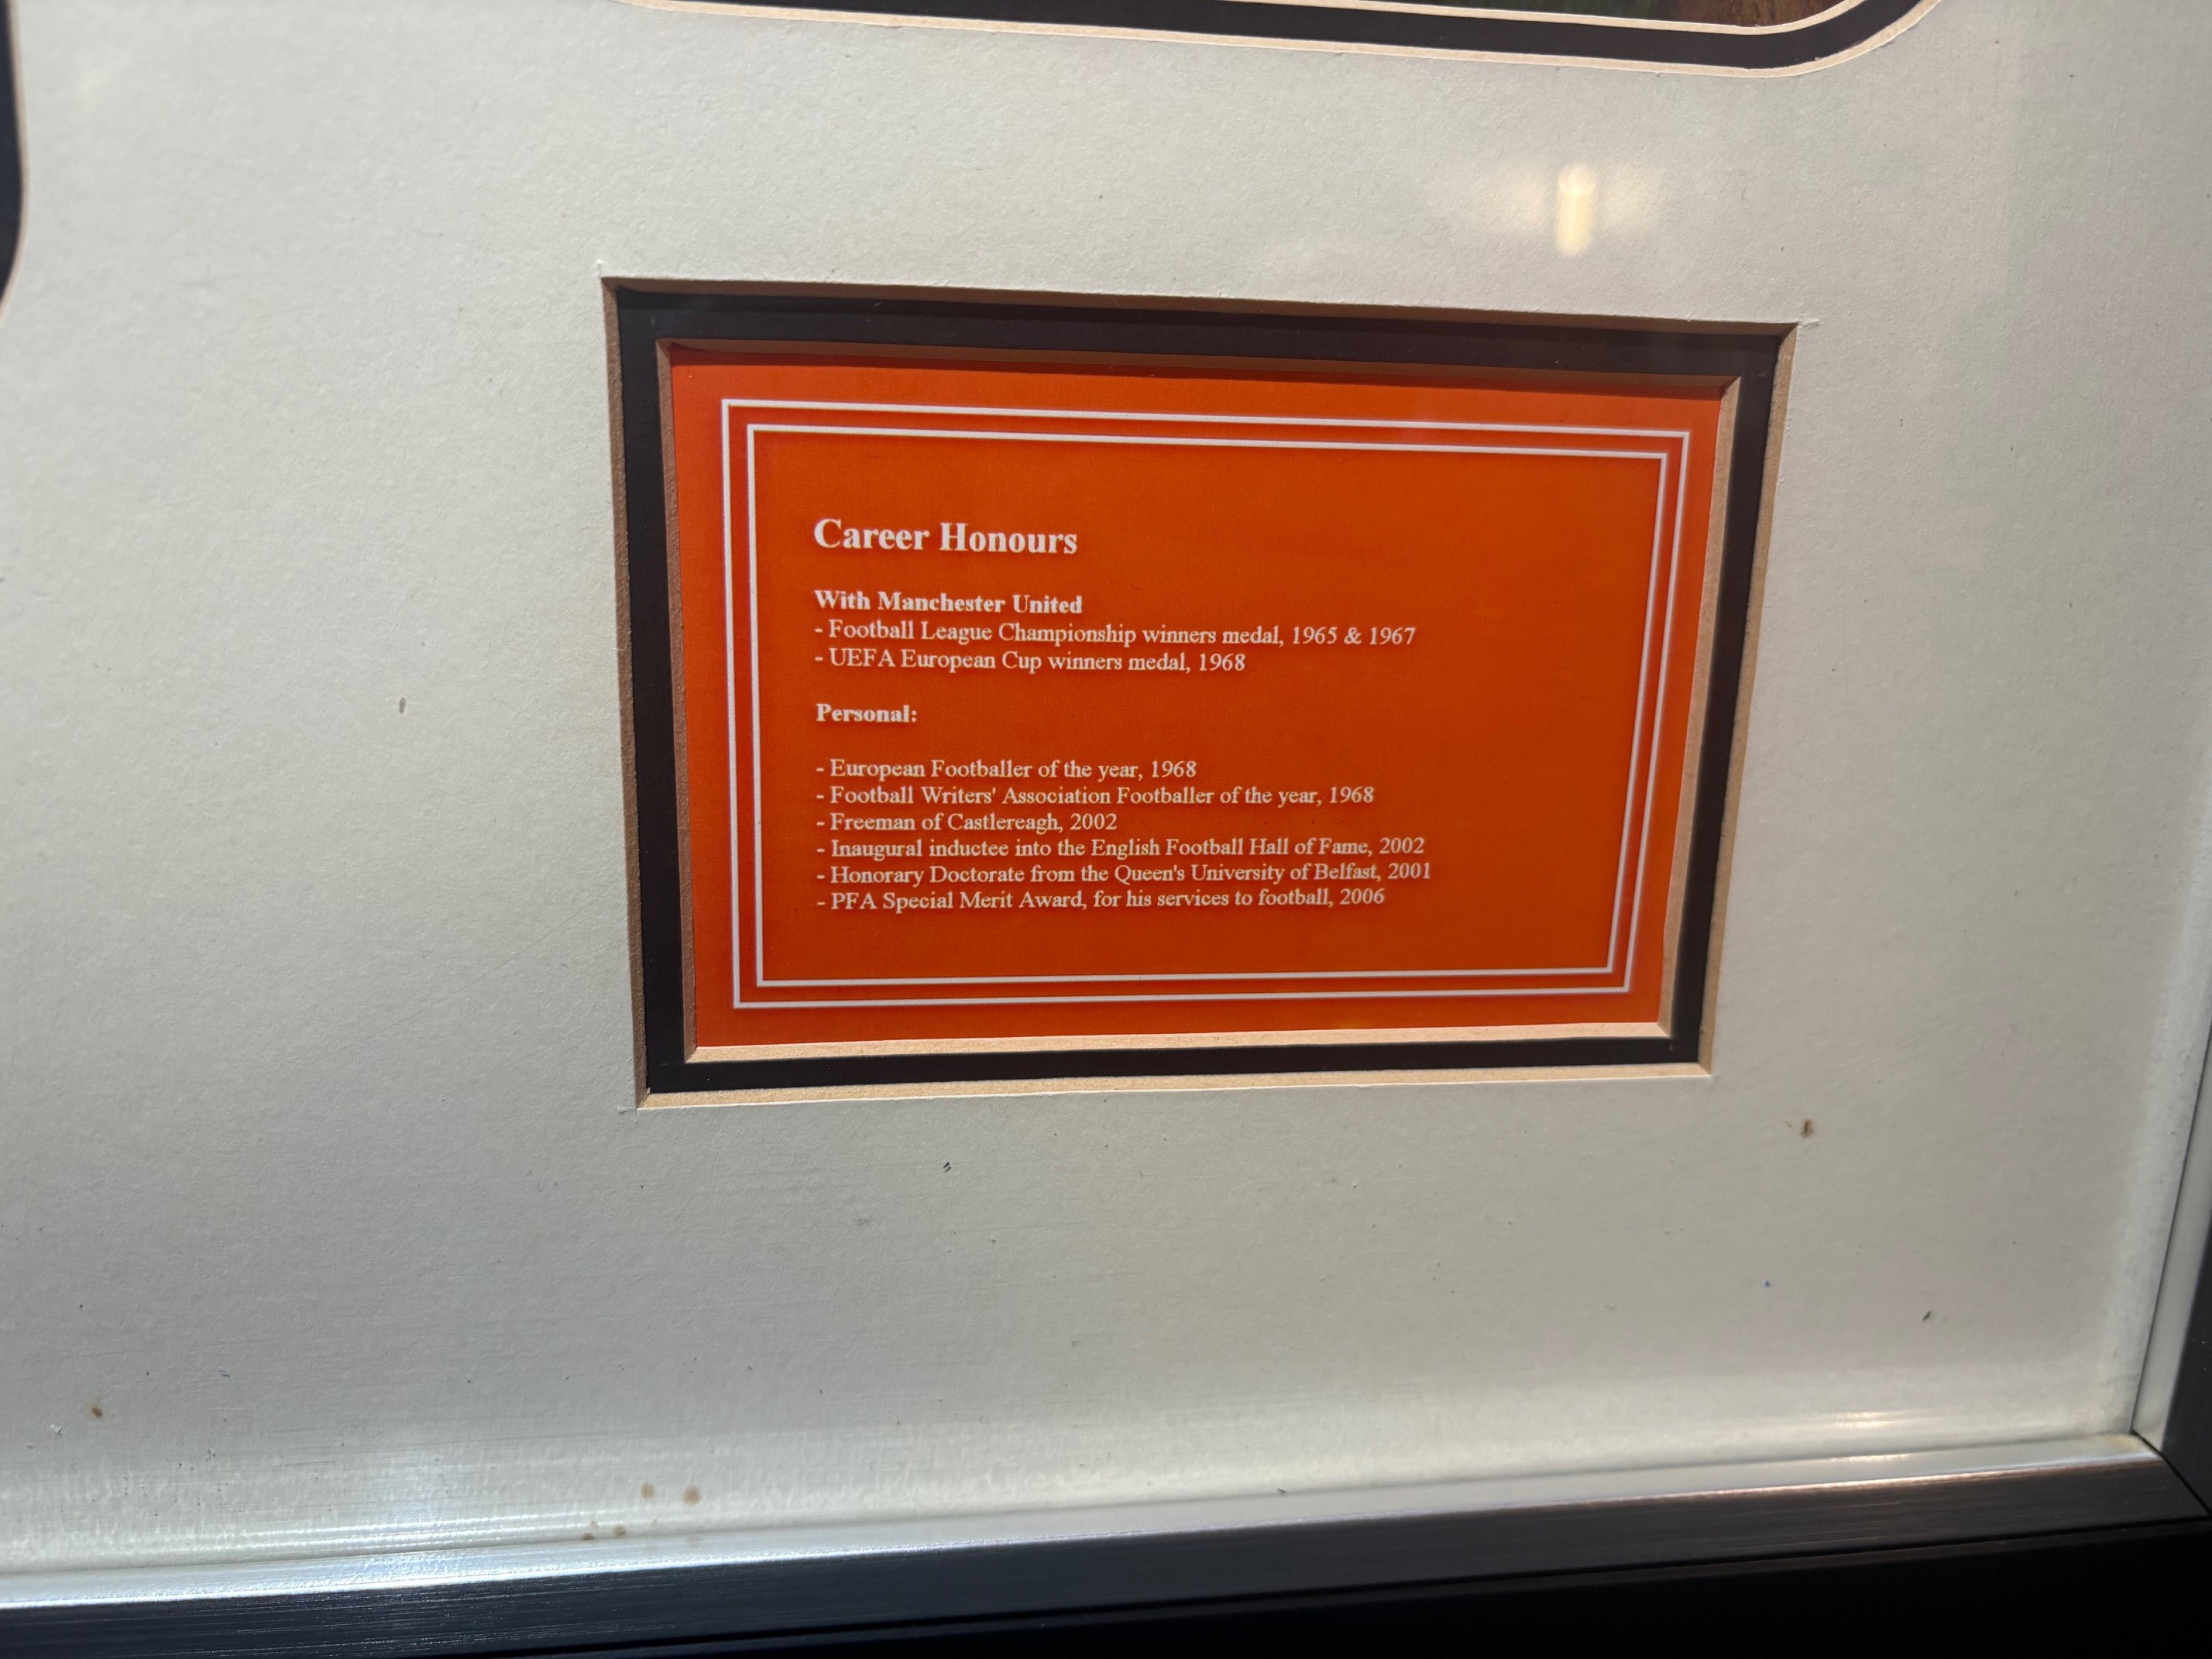 Career Honours
With Manchester United
- Football League Championship winners medal, 1965 & 1967
- UEFA European Cup winners medal, 1968
Personal:
- European Footballer of the year, 1968
- Football Writers' Association Footballer of the year, 1968
- Freeman of Castlereagh, 2002
- Inaugural inductee into the English Football Hall of Fame, 2002
- Honorary Doctorate from the Queen's University of Belfast, 2001
- PFA Special Merit Award, for his services to football, 2006